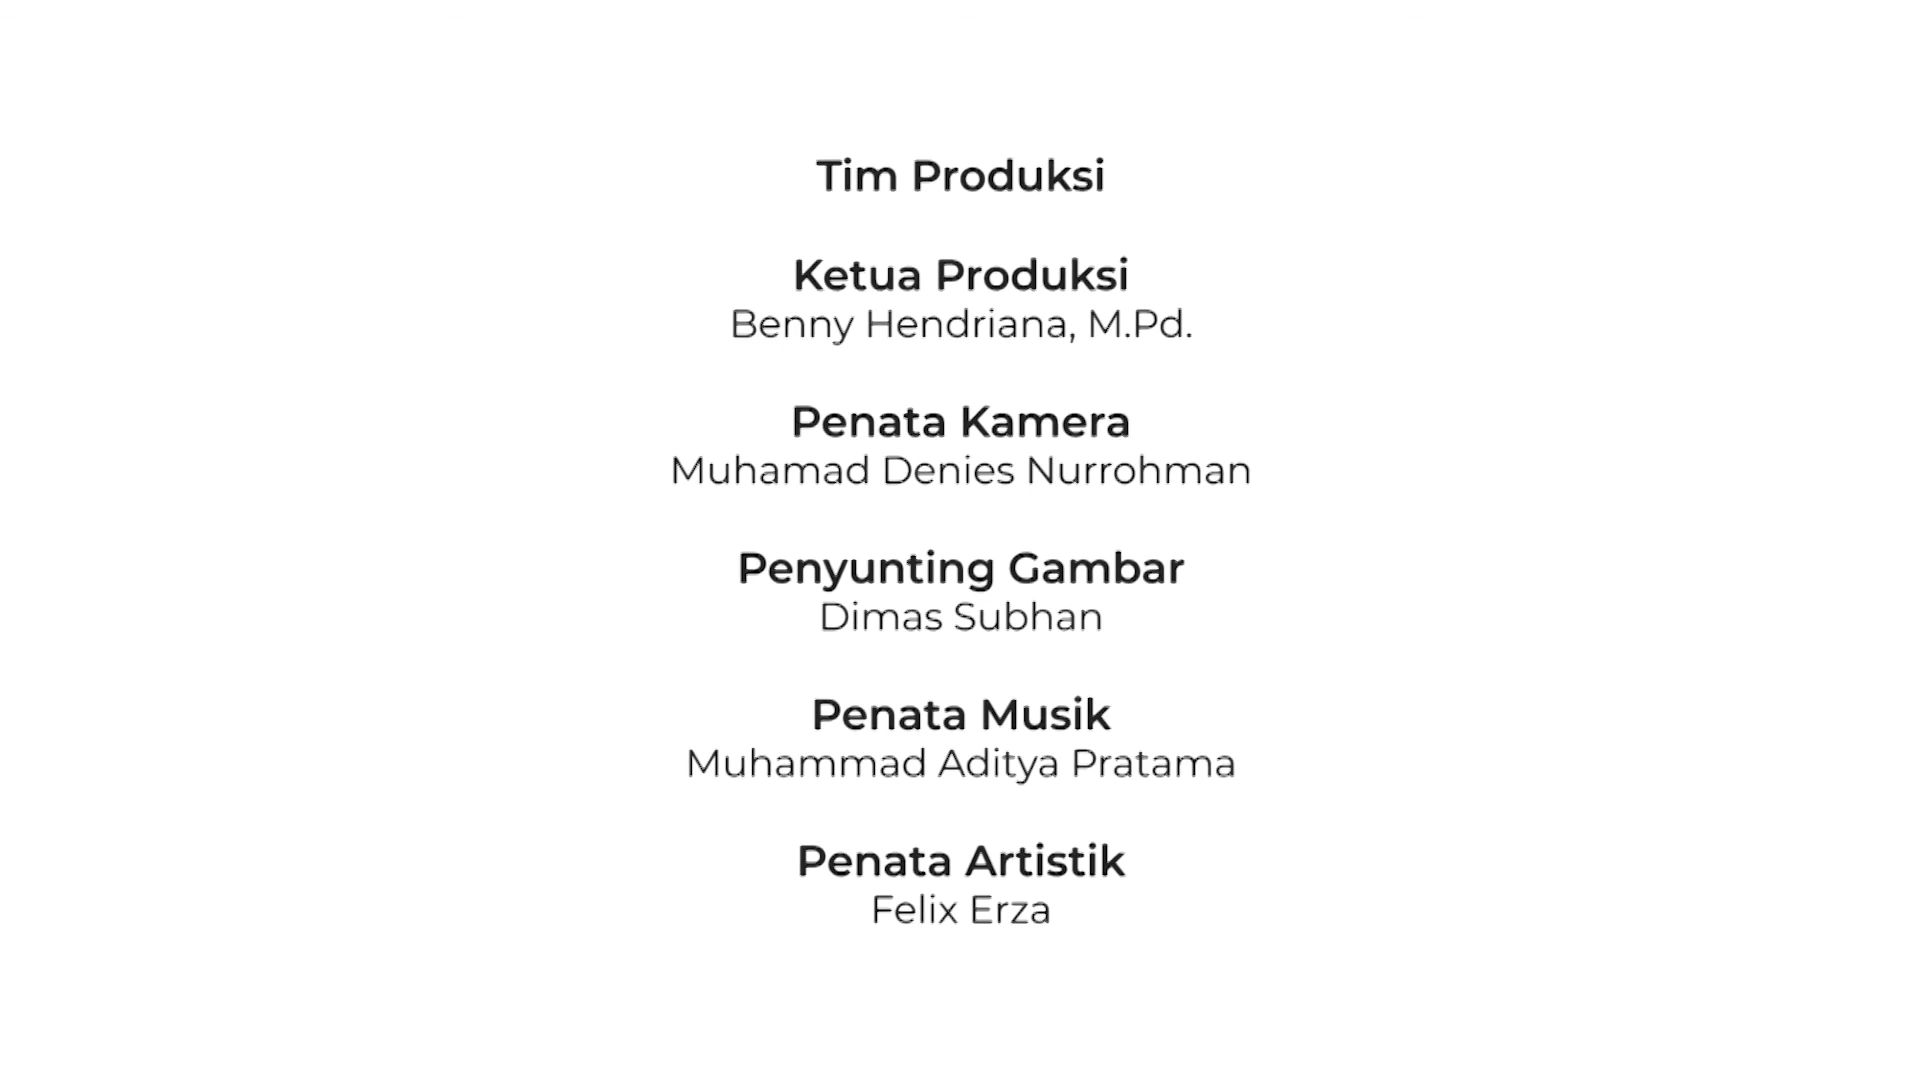 Tim Produksi
Ketua Produksi
Benny Hendriana, M.Pd.
Penata Kamera
Muhamad Denies Nurrohman
Penyunting Gambar
Dimas Subhan
Penata Musik
Muhammad Aditya Pratama
Penata Artistik
Felix Erza